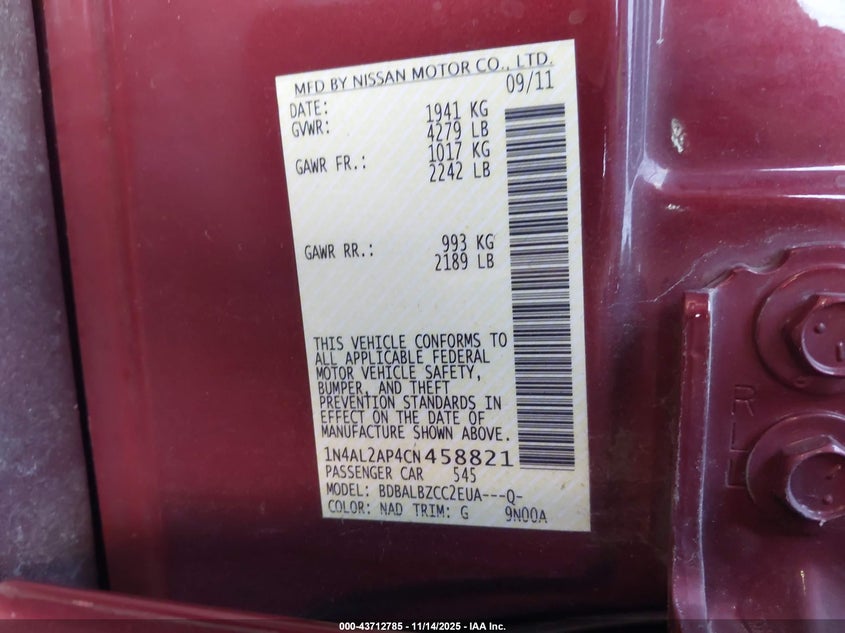 MFD BY NISSAN MOTOR CO., LTD.
DATE: 09/11
GVWR: 1941 KG
4279 LB
GAWR FR.: 1017 KG
2242 LB
GAWR RR.: 993 KG
2189 LB
THIS VEHICLE CONFORMS TO
ALL APPLICABLE FEDERAL
MOTOR VEHICLE SAFETY,
BUMPER, AND THEFT
PREVENTION STANDARDS IN
EFFECT ON THE DATE OF
MANUFACTURE SHOWN ABOVE.
1N4AL2AP4CN458821
PASSENGER CAR 545
MODEL: BDBALBZCC2EUA---Q-
COLOR: NAD TRIM: G 9N00A
000-43712785 - 11/14/2025 - IAA Inc.